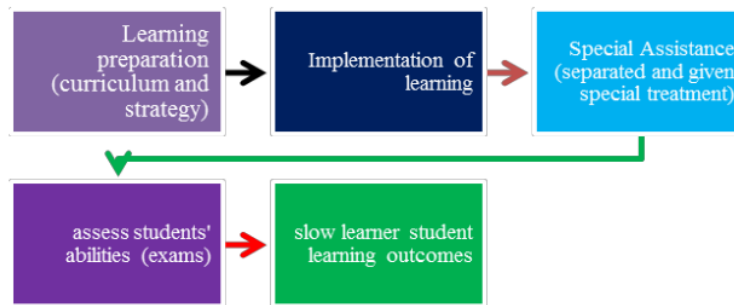 Learning
preparation
(curriculum and
strategy)
Implementation of
learning
Special Assistance
(separated and given
special treatment)
assess students'
abilities (exams)
slow learner student
learning outcomes